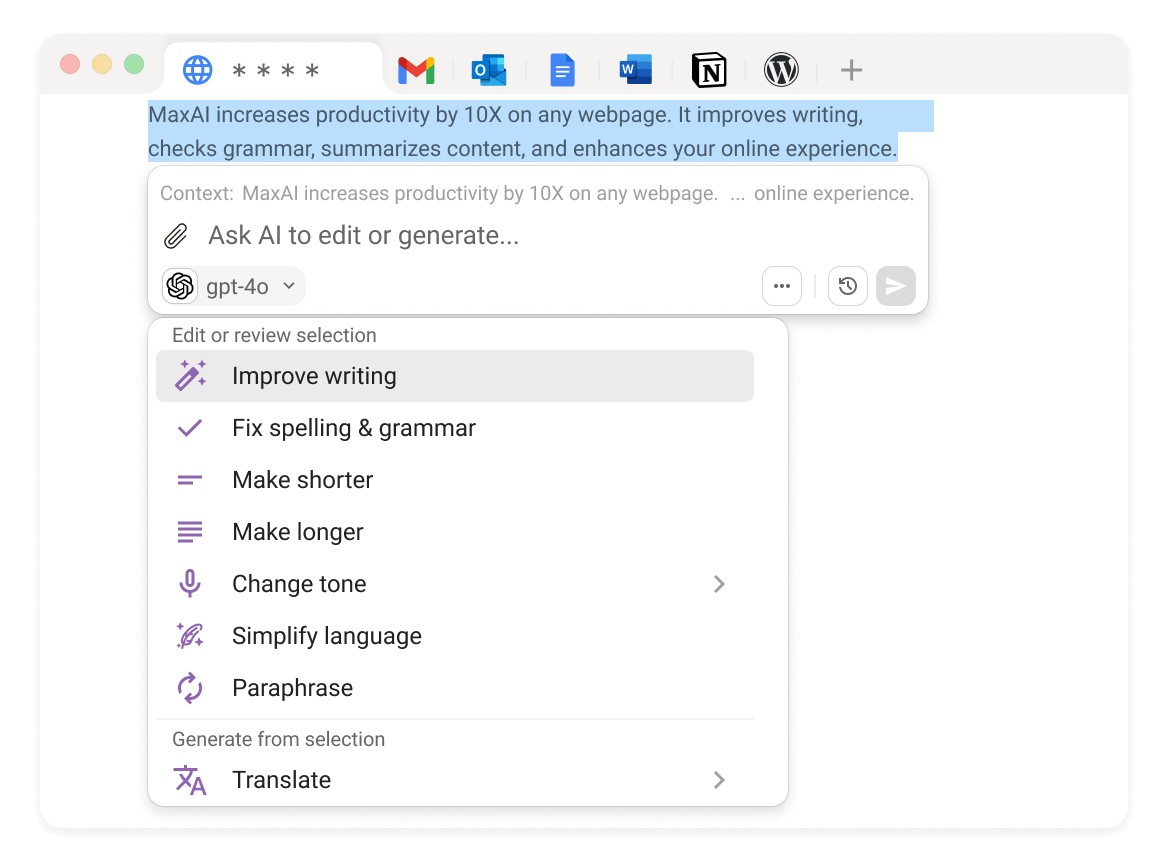 * * * *
MaxAI increases productivity by 10X on any webpage. It improves writing,
checks grammar, summarizes content, and enhances your online experience.
Context: MaxAI increases productivity by 10X on any webpage. ... online experience.
Ask AI to edit or generate...
gpt-4o
Edit or review selection
Improve writing
Fix spelling & grammar
Make shorter
Make longer
Change tone
Simplify language
Paraphrase
Generate from selection
Translate